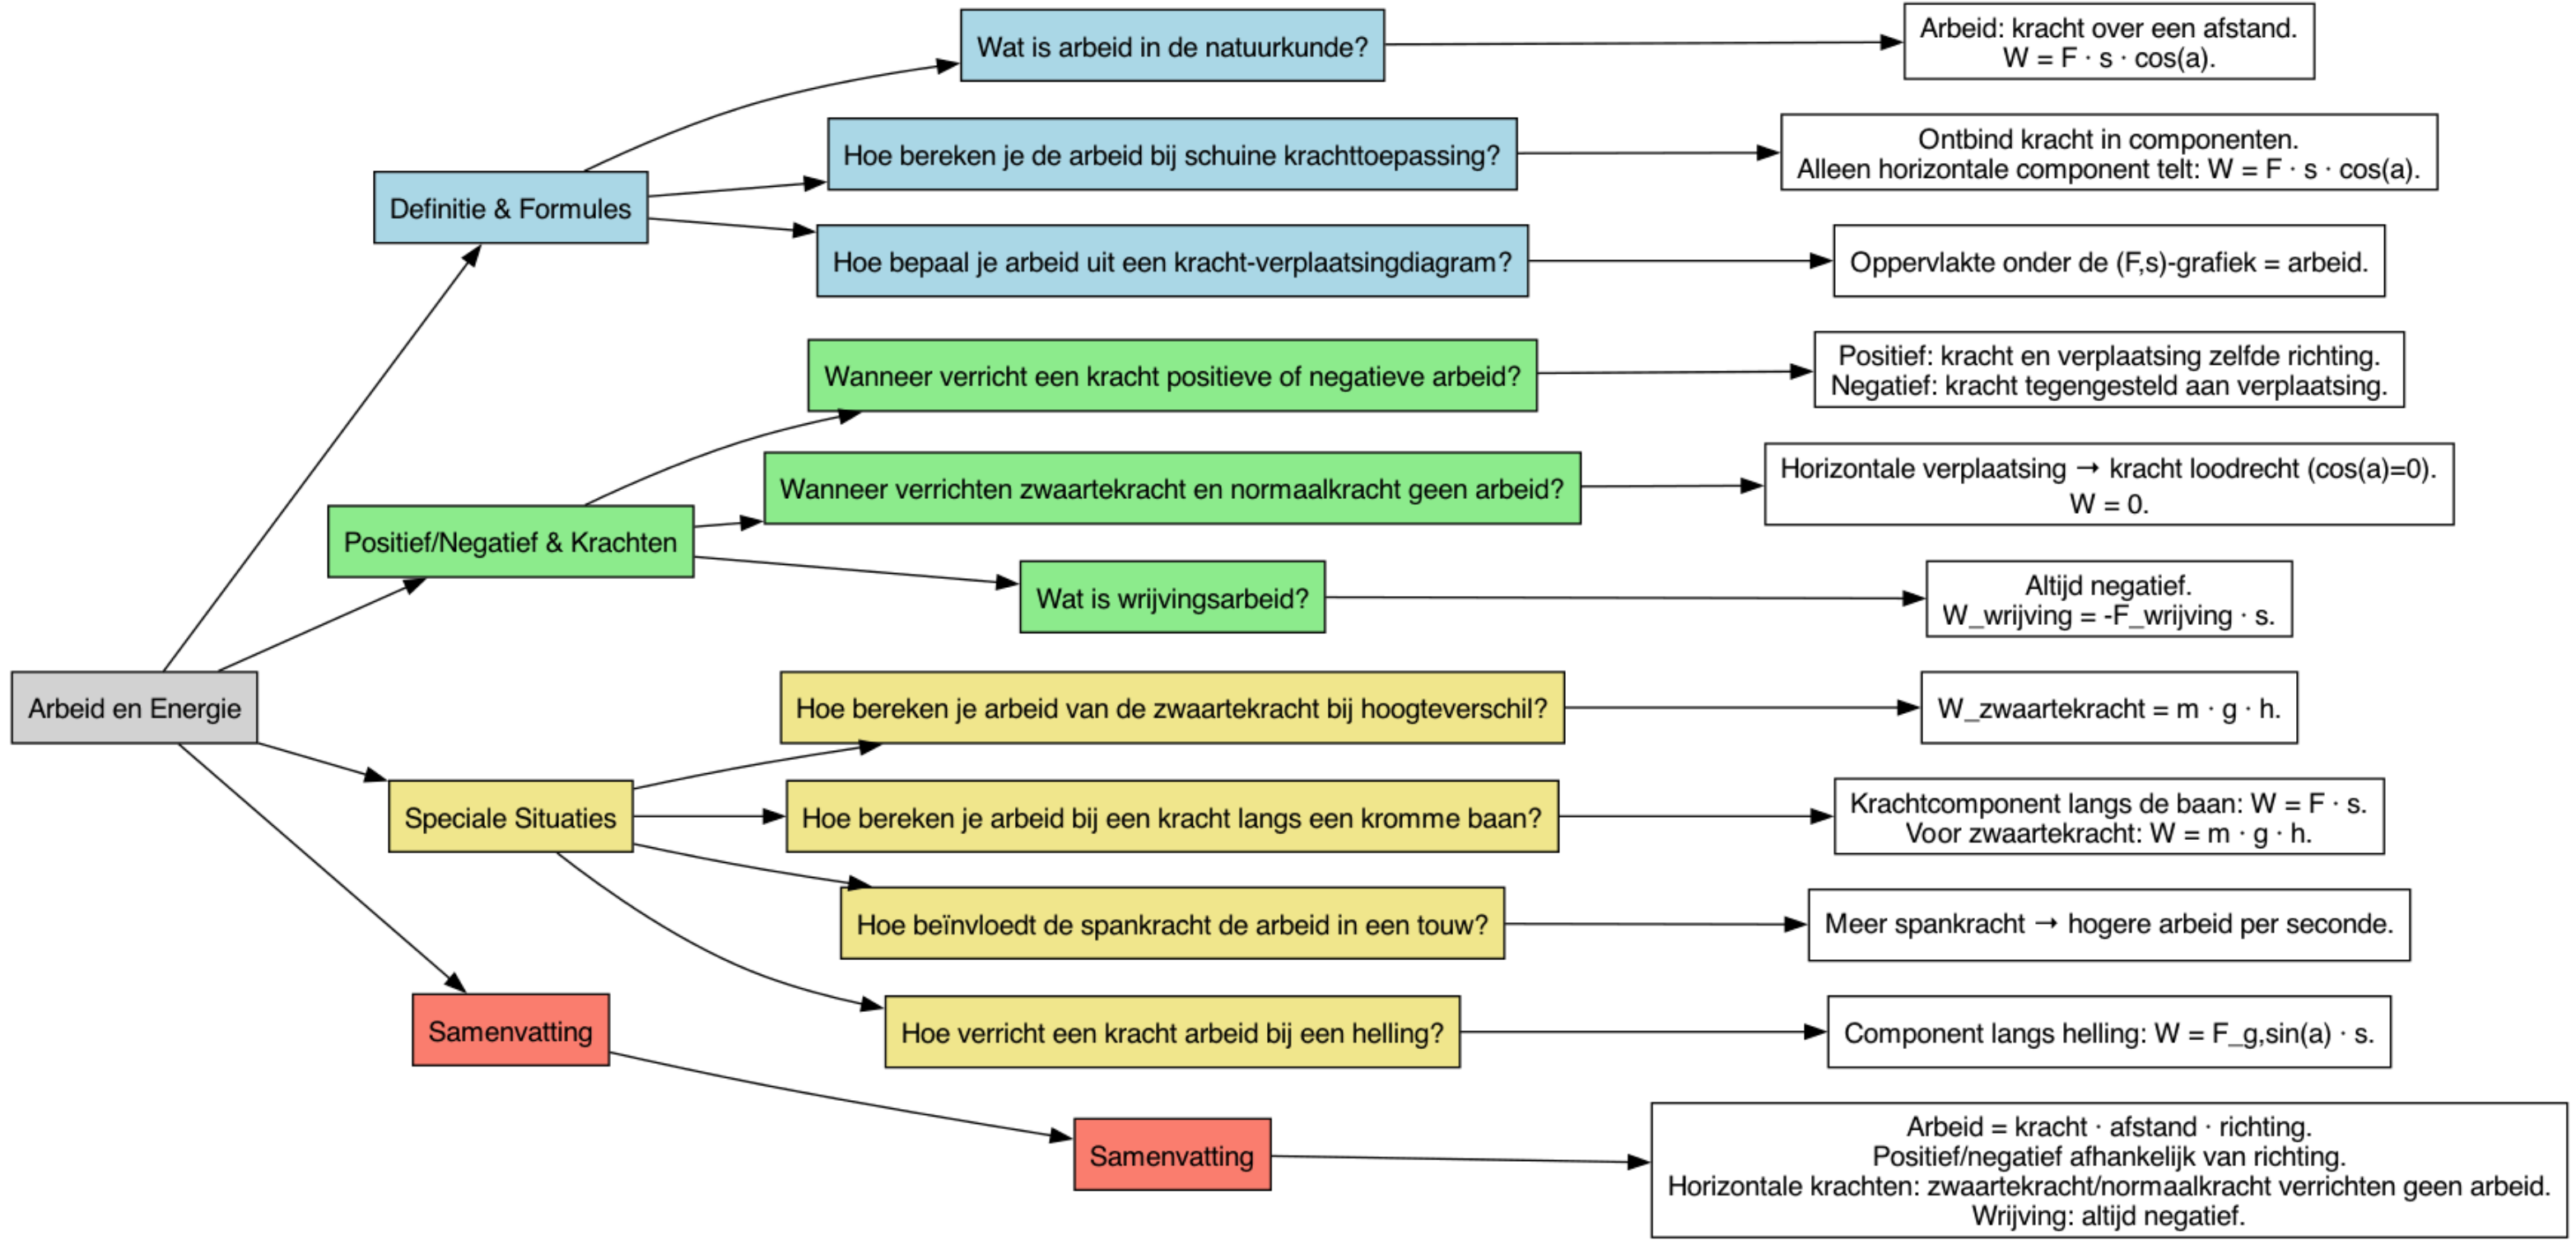 Arbeid en Energie
Definitie & Formules
Wat is arbeid in de natuurkunde?
Arbeid: kracht over een afstand.
W = F · s · cos(a).
Hoe bereken je de arbeid bij schuine krachttoepassing?
Ontbind kracht in componenten.
Alleen horizontale component telt: W = F · s · cos(a).
Hoe bepaal je arbeid uit een kracht-verplaatsingdiagram?
Oppervlakte onder de (F,s)-grafiek = arbeid.
Positief/Negatief & Krachten
Wanneer verricht een kracht positieve of negatieve arbeid?
Positief: kracht en verplaatsing zelfde richting.
Negatief: kracht tegengesteld aan verplaatsing.
Wanneer verrichten zwaartekracht en normaalkracht geen arbeid?
Horizontale verplaatsing → kracht loodrecht (cos(a)=0).
W = 0.
Wat is wrijvingsarbeid?
Altijd negatief.
W_wrijving = -F_wrijving · s.
Speciale Situaties
Hoe bereken je arbeid van de zwaartekracht bij hoogteverschil?
W_zwaartekracht = m · g · h.
Hoe bereken je arbeid bij een kracht langs een kromme baan?
Krachtcomponent langs de baan: W = F · s.
Voor zwaartekracht: W = m · g · h.
Hoe beïnvloedt de spankracht de arbeid in een touw?
Meer spankracht → hogere arbeid per seconde.
Hoe verricht een kracht arbeid bij een helling?
Component langs helling: W = F_g,sin(a) · s.
Samenvatting
Samenvatting
Arbeid = kracht · afstand · richting.
Positief/negatief afhankelijk van richting.
Horizontale krachten: zwaartekracht/normaalkracht verrichten geen arbeid.
Wrijving: altijd negatief.